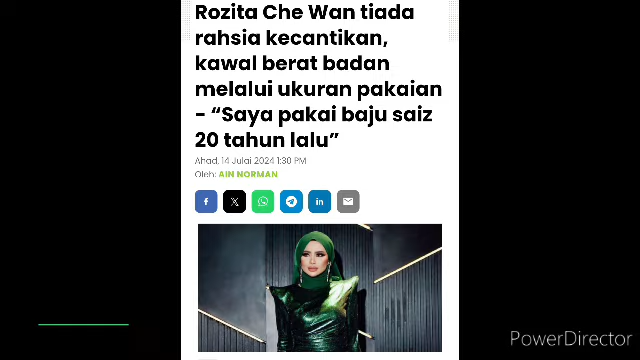 Rozita Che Wan tiada
rahsia kecantikan,
kawal berat badan
melalui ukuran pakaian
- “Saya pakai baju saiz
20 tahun lalu”
Ahad, 14 Julai 2024 1:30 PM
Oleh: AIN NORMAN
PowerDirector